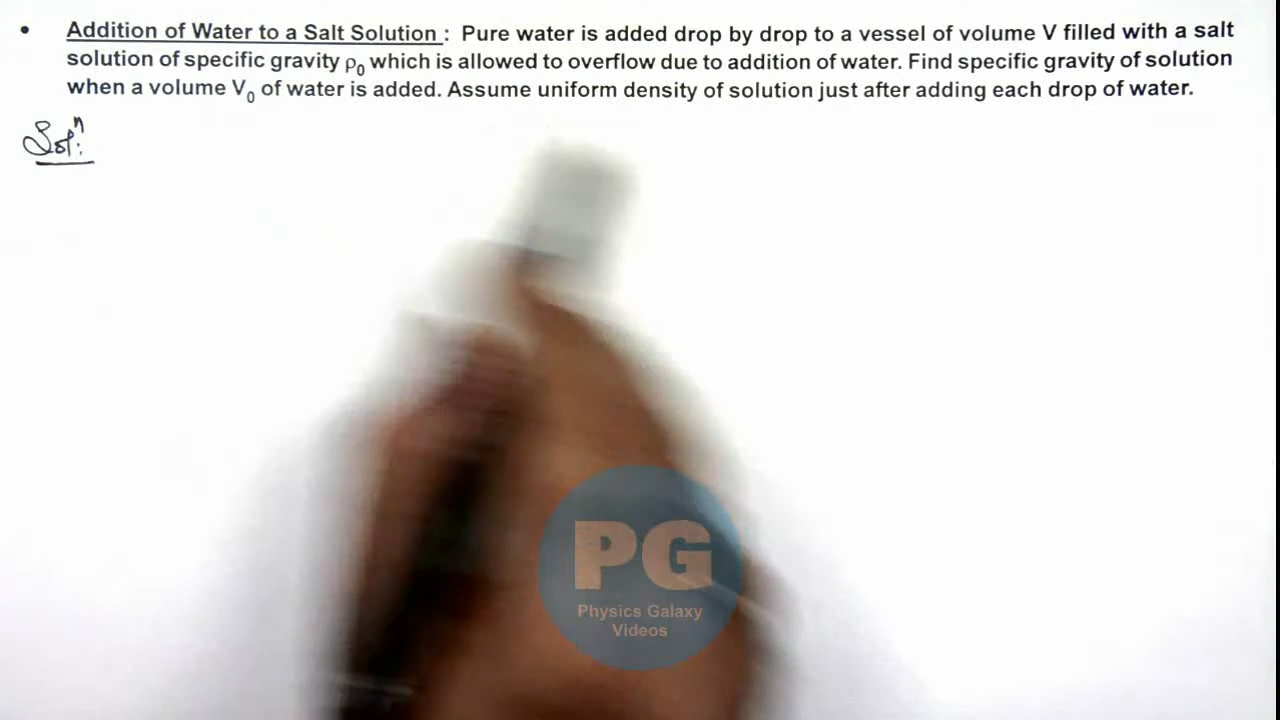 • Addition of Water to a Salt Solution : Pure water is added drop by drop to a vessel of volume V filled with a salt
solution of specific gravity ρ₀ which is allowed to overflow due to addition of water. Find specific gravity of solution
when a volume V₀ of water is added. Assume uniform density of solution just after adding each drop of water.
Solⁿ:
PG
Physics Galaxy
Videos